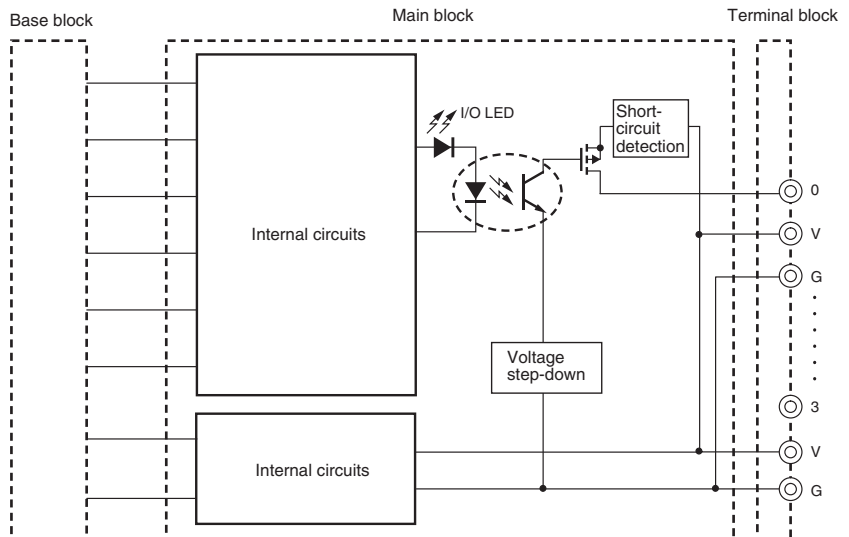 Base block
Main block
Terminal block
I/O LED
Short-
circuit
detection
0
V
Internal circuits
G
Voltage
step-down
3
V
Internal circuits
G